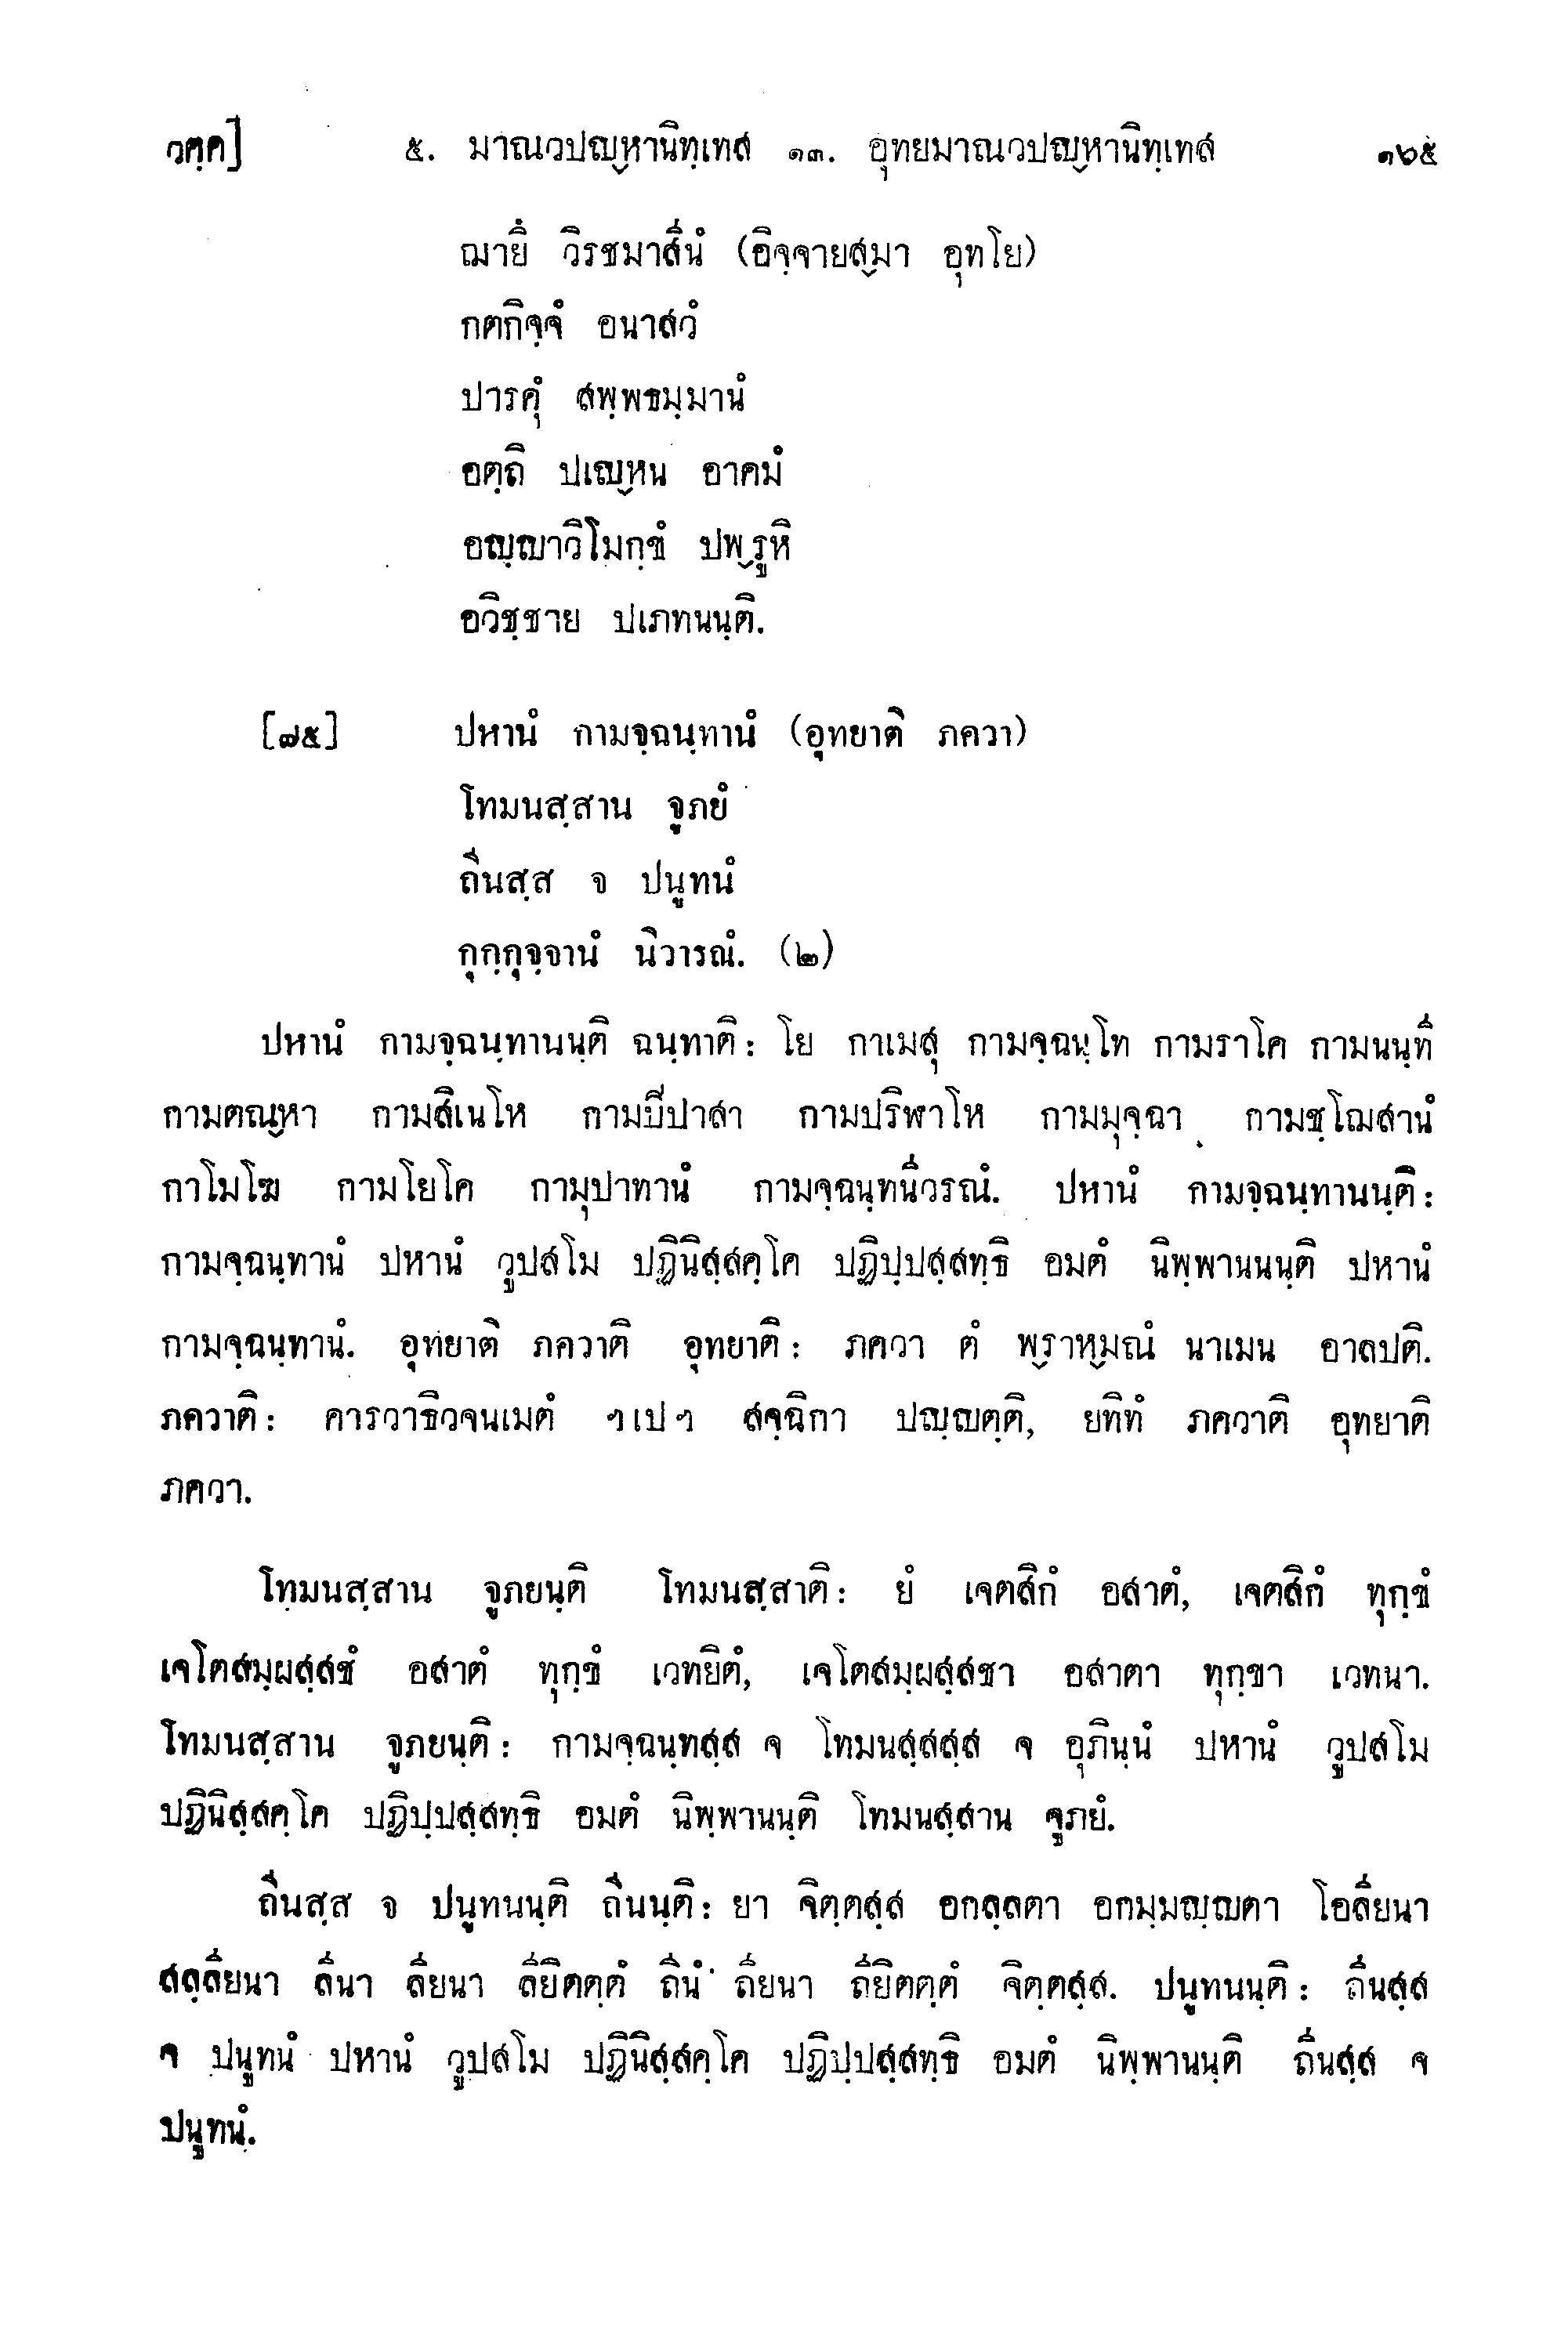 วคฺค]	๕. มาณวปญฺหานิทฺเทส ๑๓. อุทยมาณวปญฺหานิทฺเทส	๑๖๕
ฌายึ วิรชมาสีนํ (อิจฺจายสฺมา อุทโย)
กตกิจฺจํ อนาสวํ
ปารคุํ สพฺพธมฺมานํ
อตฺถิ ปเญฺหน อาคมํ
อญฺญาวิโมกฺขํ ปพฺรูหิ
อวิชฺชาย ปเภทนนฺติ.
[๗๕]	ปหานํ กามจฺฉนฺทานํ (อุทยาติ ภควา)
โทมนสฺสาน จูภยํ
ถีนสฺส จ ปนูทนํ
กุกฺกุจฺจานํ นิวารณํ. (๒)
ปหานํ กามจฺฉนฺทานนฺติ ฉนฺทาติ: โย กาเมสุ กามจฺฉนฺโท กามราโค กามนนฺที
กามตณฺหา กามสิเนโห กามปิปาสา กามปริฬาโห กามมุจฺฉา กามชฺโฌสานํ
กาโมโฆ กามโยโค กามุปาทานํ กามจฺฉนฺทนีวรณํ. ปหานํ กามจฺฉนฺทานนฺติ:
กามจฺฉนฺทานํ ปหานํ วูปสโม ปฏินิสฺสคฺโค ปฏิปฺปสฺสทฺธิ อมตํ นิพฺพานนนฺติ ปหานํ
กามจฺฉนฺทานํ. อุทยาติ ภควาติ อุทยาติ: ภควา ตํ พฺราหฺมณํ นาเมน อาลปติ.
ภควาติ: คารวาธิวจนเมตํ ฯเปฯ สจฺฉิกา ปญฺญตฺติ, ยทิทํ ภควาติ อุทยาติ
ภควา.
โทมนสฺสาน จูภยนฺติ โทมนสฺสาติ: ยํ เจตสิกํ อสาตํ, เจตสิกํ ทุกฺขํ
เจโตสมฺผสฺสชํ อสาตํ ทุกฺขํ เวทยิตํ, เจโตสมฺผสฺสชา อสาตา ทุกฺขา เวทนา.
โทมนสฺสาน จูภยนฺติ: กามจฺฉนฺทสฺส จ โทมนสฺสสฺส จ อุภินฺนํ ปหานํ วูปสโม
ปฏินิสฺสคฺโค ปฏิปฺปสฺสทฺธิ อมตํ นิพฺพานนฺติ โทมนสฺสาน จูภยํ.
ถีนสฺส จ ปนูทนนฺติ ถีนนฺติ: ยา จิตฺตสฺส อกลฺลตา อกมฺมญฺญตา โอลียนา
สลฺลียนา ลีนา ลียนา ลียิตตฺตํ ถีนํ ถียนา ถียิตตฺตํ จิตฺตสฺส. ปนูทนนฺติ: ถีนสฺส
จ ปนูทนํ ปหานํ วูปสโม ปฏินิสฺสคฺโค ปฏิปฺปสฺสทฺธิ อมตํ นิพฺพานนฺติ ถีนสฺส จ
ปนูทนํ.